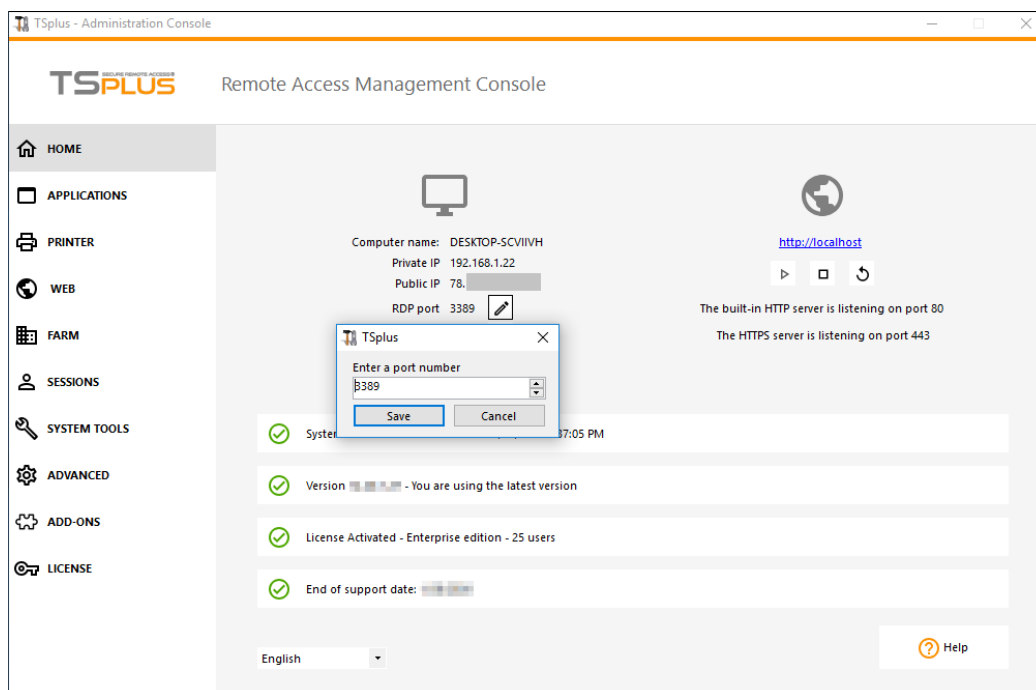 TSplus - Administration Console
TSPLUS SECURE REMOTE ACCESS
Remote Access Management Console
HOME
APPLICATIONS
PRINTER
WEB
FARM
SESSIONS
SYSTEM TOOLS
ADVANCED
ADD-ONS
LICENSE
Computer name: DESKTOP-SCVIIVH
Private IP 192.168.1.22
Public IP 78.
RDP port 3389
http://localhost
The built-in HTTP server is listening on port 80
The HTTPS server is listening on port 443
TSplus
Enter a port number
3389
Save Cancel
37:05 PM
Version - You are using the latest version
License Activated - Enterprise edition - 25 users
End of support date:
English
Help